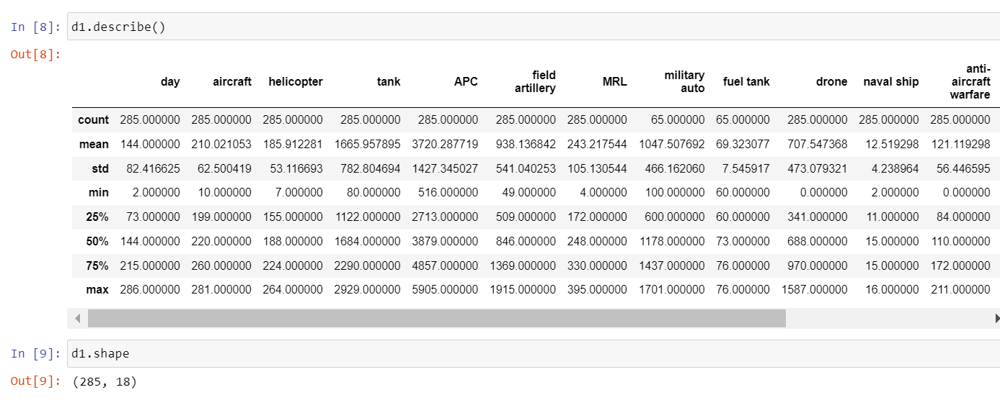 In [8]: d1.describe()
Out[8]:
day aircraft helicopter tank APC field artillery MRL military auto fuel tank drone naval ship anti-aircraft warfare
count 285.000000 285.000000 285.000000 285.000000 285.000000 285.000000 285.000000 65.000000 65.000000 285.000000 285.000000 285.000000
mean 144.000000 210.021053 185.912281 1665.957895 3720.287719 938.136842 243.217544 1047.507692 69.323077 707.547368 12.519298 121.119298
std 82.416625 62.500419 53.116693 782.804694 1427.345027 541.040253 105.130544 466.162060 7.545917 473.079321 4.238964 56.446595
min 2.000000 10.000000 7.000000 80.000000 516.000000 49.000000 4.000000 100.000000 60.000000 0.000000 2.000000 0.000000
25% 73.000000 199.000000 155.000000 1122.000000 2713.000000 509.000000 172.000000 600.000000 60.000000 341.000000 11.000000 84.000000
50% 144.000000 220.000000 188.000000 1684.000000 3879.000000 846.000000 248.000000 1178.000000 73.000000 688.000000 15.000000 110.000000
75% 215.000000 260.000000 224.000000 2290.000000 4857.000000 1369.000000 330.000000 1437.000000 76.000000 970.000000 15.000000 172.000000
max 286.000000 281.000000 264.000000 2929.000000 5905.000000 1915.000000 395.000000 1701.000000 76.000000 1587.000000 16.000000 211.000000
In [9]: d1.shape
Out[9]: (285, 18)